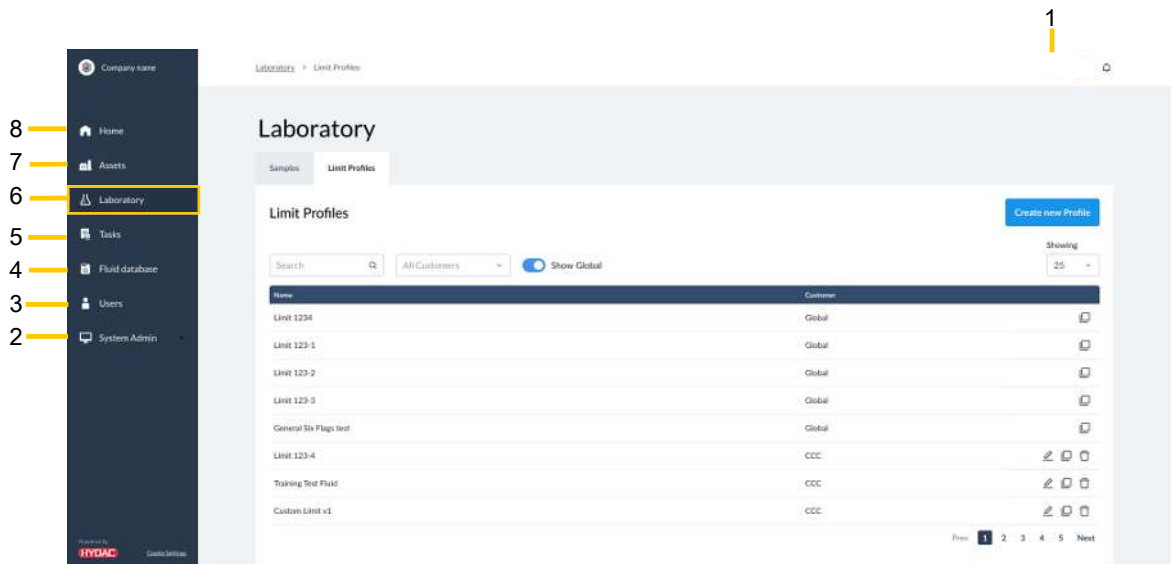 1
Company name
Laboratory > Limit Profiles
8 Home
7 Assets
6 Laboratory
5 Tasks
4 Fluid database
3 Users
2 System Admin
Powered by
HYDAC Cookie Settings
Laboratory
Samples Limit Profiles
Limit Profiles
Create new Profile
Showing
Search All Customers Show Global 25
Name Customer
Limit 1234 Global
Limit 123-1 Global
Limit 123-2 Global
Limit 123-3 Global
General Six Flags test Global
Limit 123-4 CCC
Training Test Fluid CCC
Custom Limit v1 CCC
Prev 1 2 3 4 5 Next